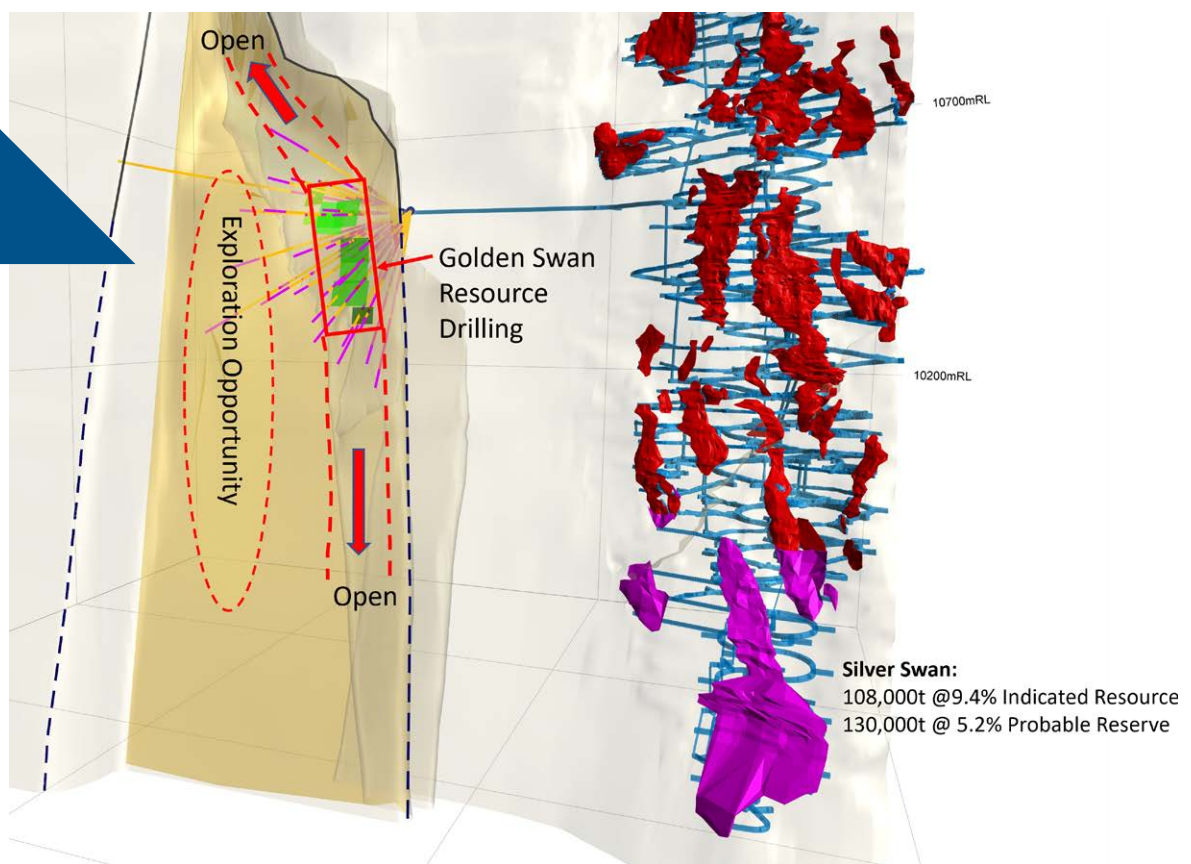 Open
10700mRL
Exploration Opportunity
Golden Swan
Resource
Drilling
10200mRL
Open
Silver Swan:
108,000t @9.4% Indicated Resource
130,000t @ 5.2% Probable Reserve